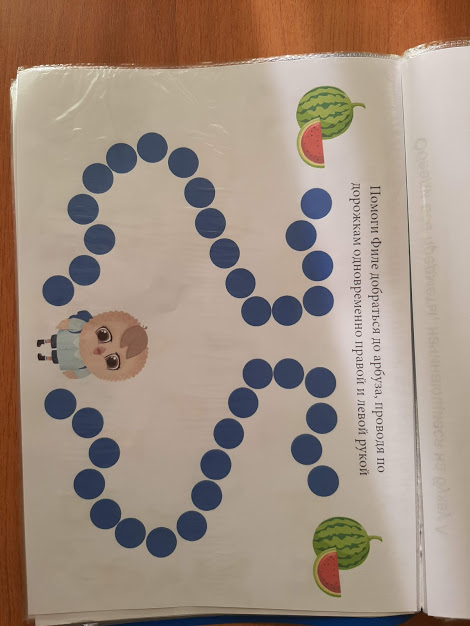 Помоги Филе добраться до арбуза, проводя по
дорожкам одновременно правой и левой рукой